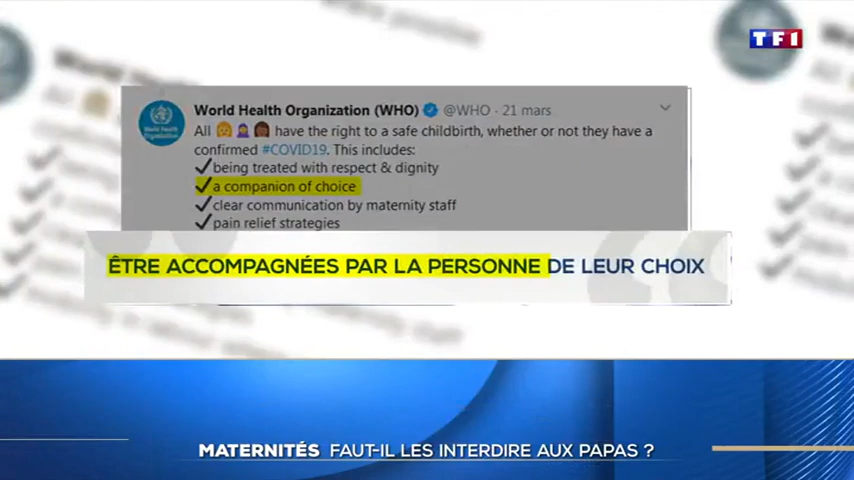 TF1
World Health Organization (WHO) @WHO · 21 mars
All 👩 🧕 👩🏾 have the right to a safe childbirth, whether or not they have a
confirmed #COVID19. This includes:
✔being treated with respect & dignity
✔a companion of choice
✔clear communication by maternity staff
✔pain relief strategies
ÊTRE ACCOMPAGNÉES PAR LA PERSONNE DE LEUR CHOIX
MATERNITÉS FAUT-IL LES INTERDIRE AUX PAPAS ?